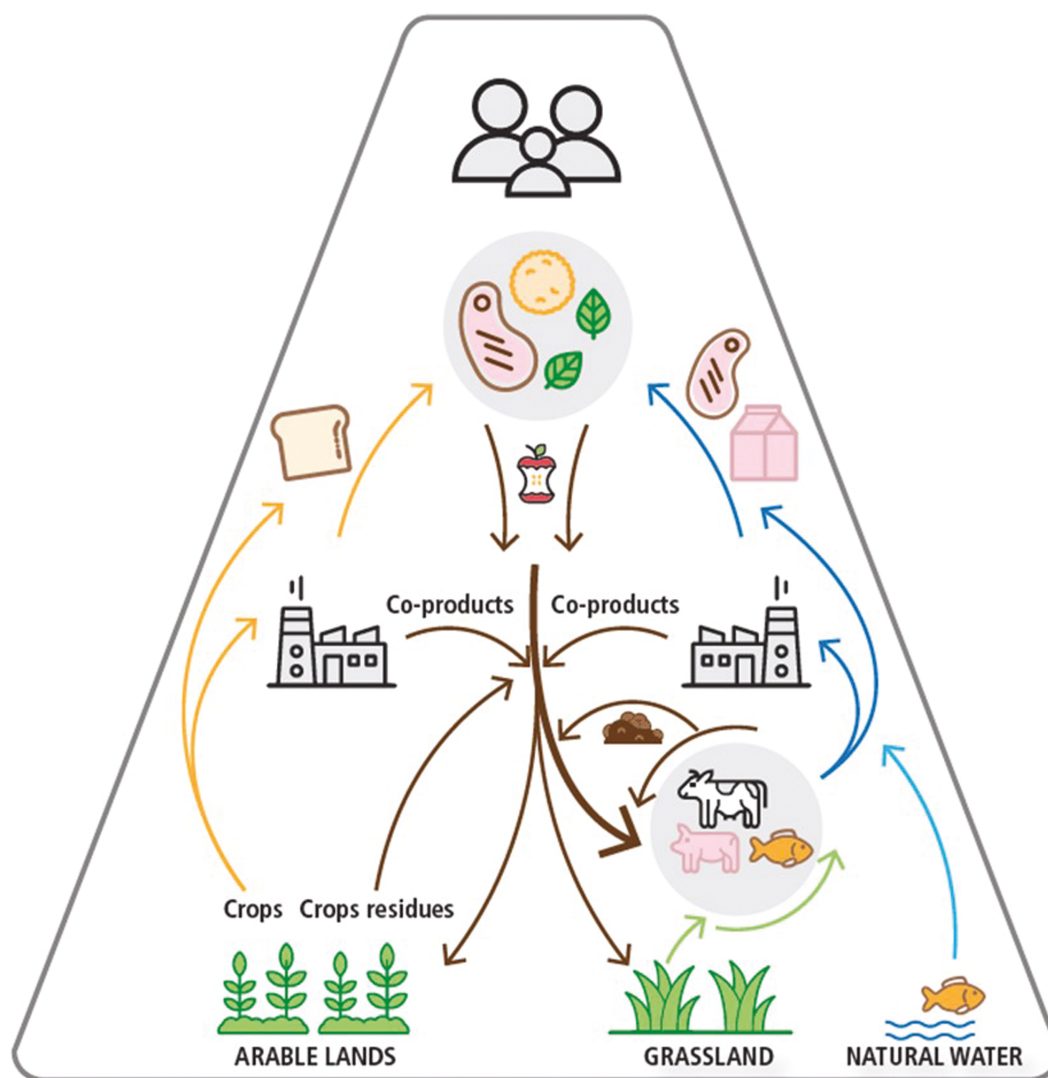 Co-products
Co-products
Crops
Crops residues
ARABLE LANDS
GRASSLAND
NATURAL WATER